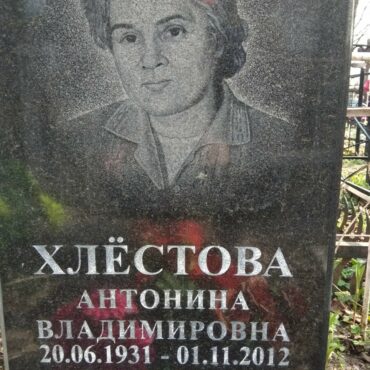 ХЛЁСТОВА
АНТОНИНА
ВЛАДИМИРОВНА
20.06.1931 - 01.11.2012